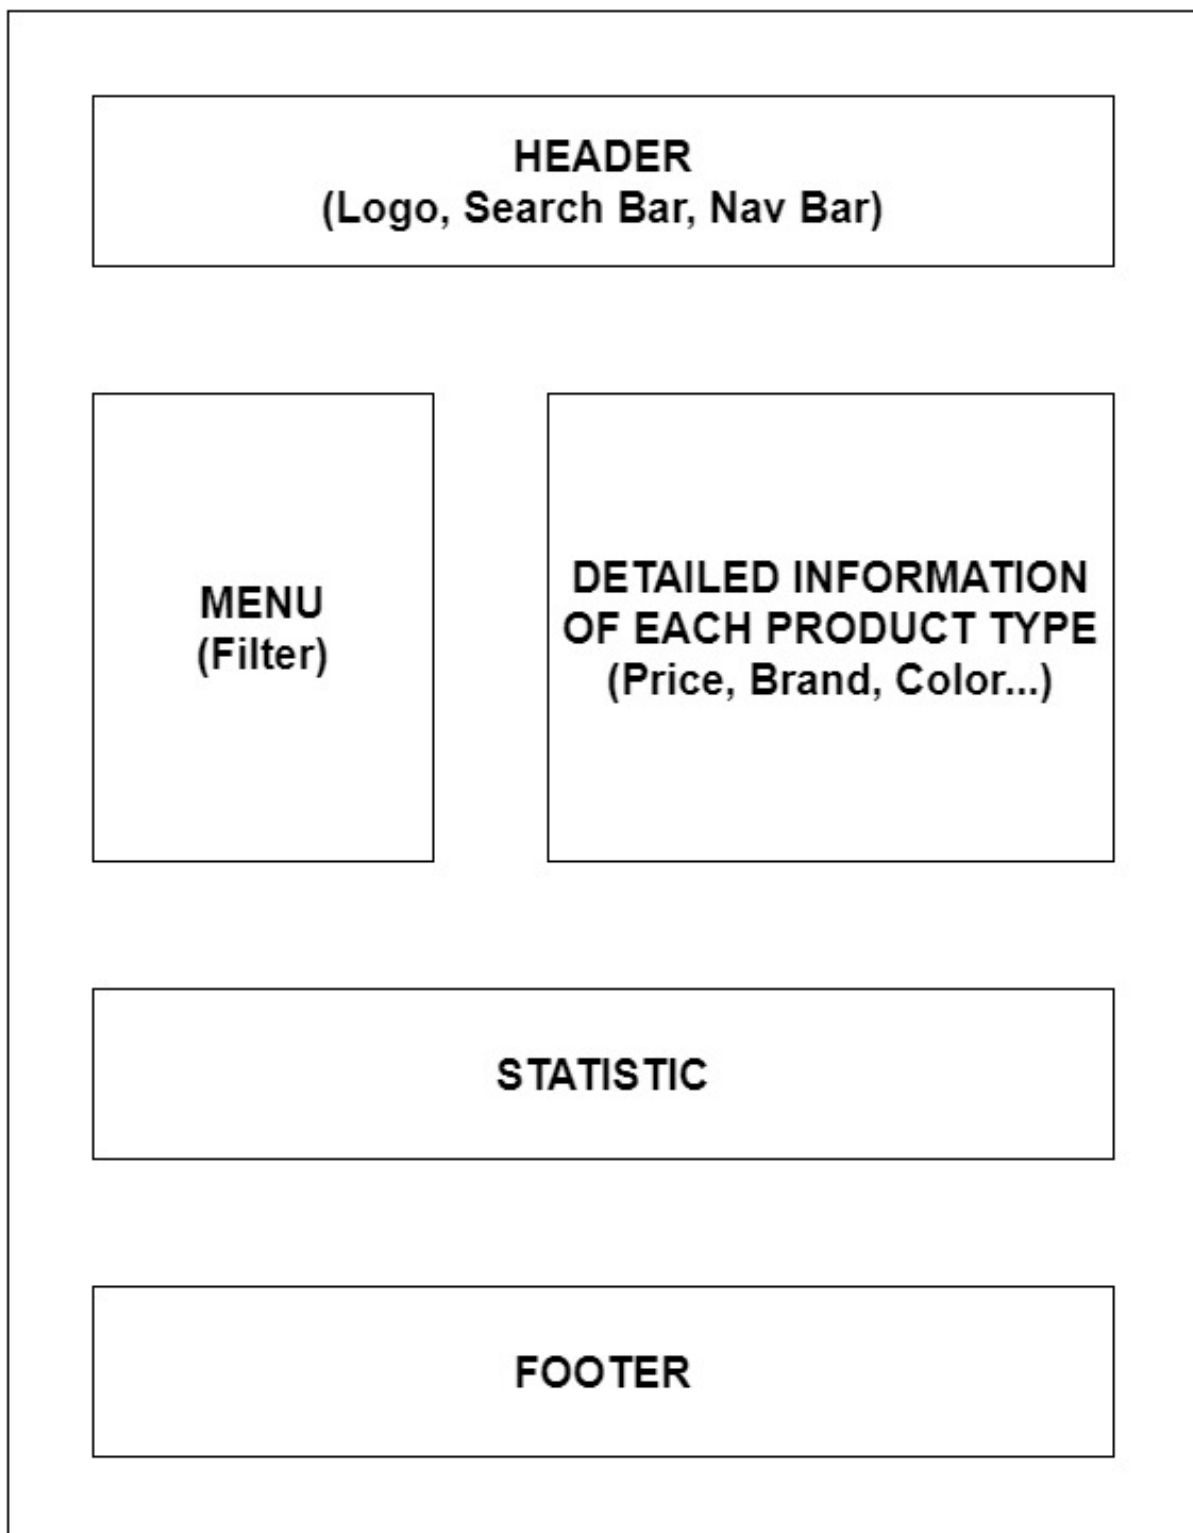 HEADER
(Logo, Search Bar, Nav Bar)
MENU
(Filter)
DETAILED INFORMATION
OF EACH PRODUCT TYPE
(Price, Brand, Color...)
STATISTIC
FOOTER